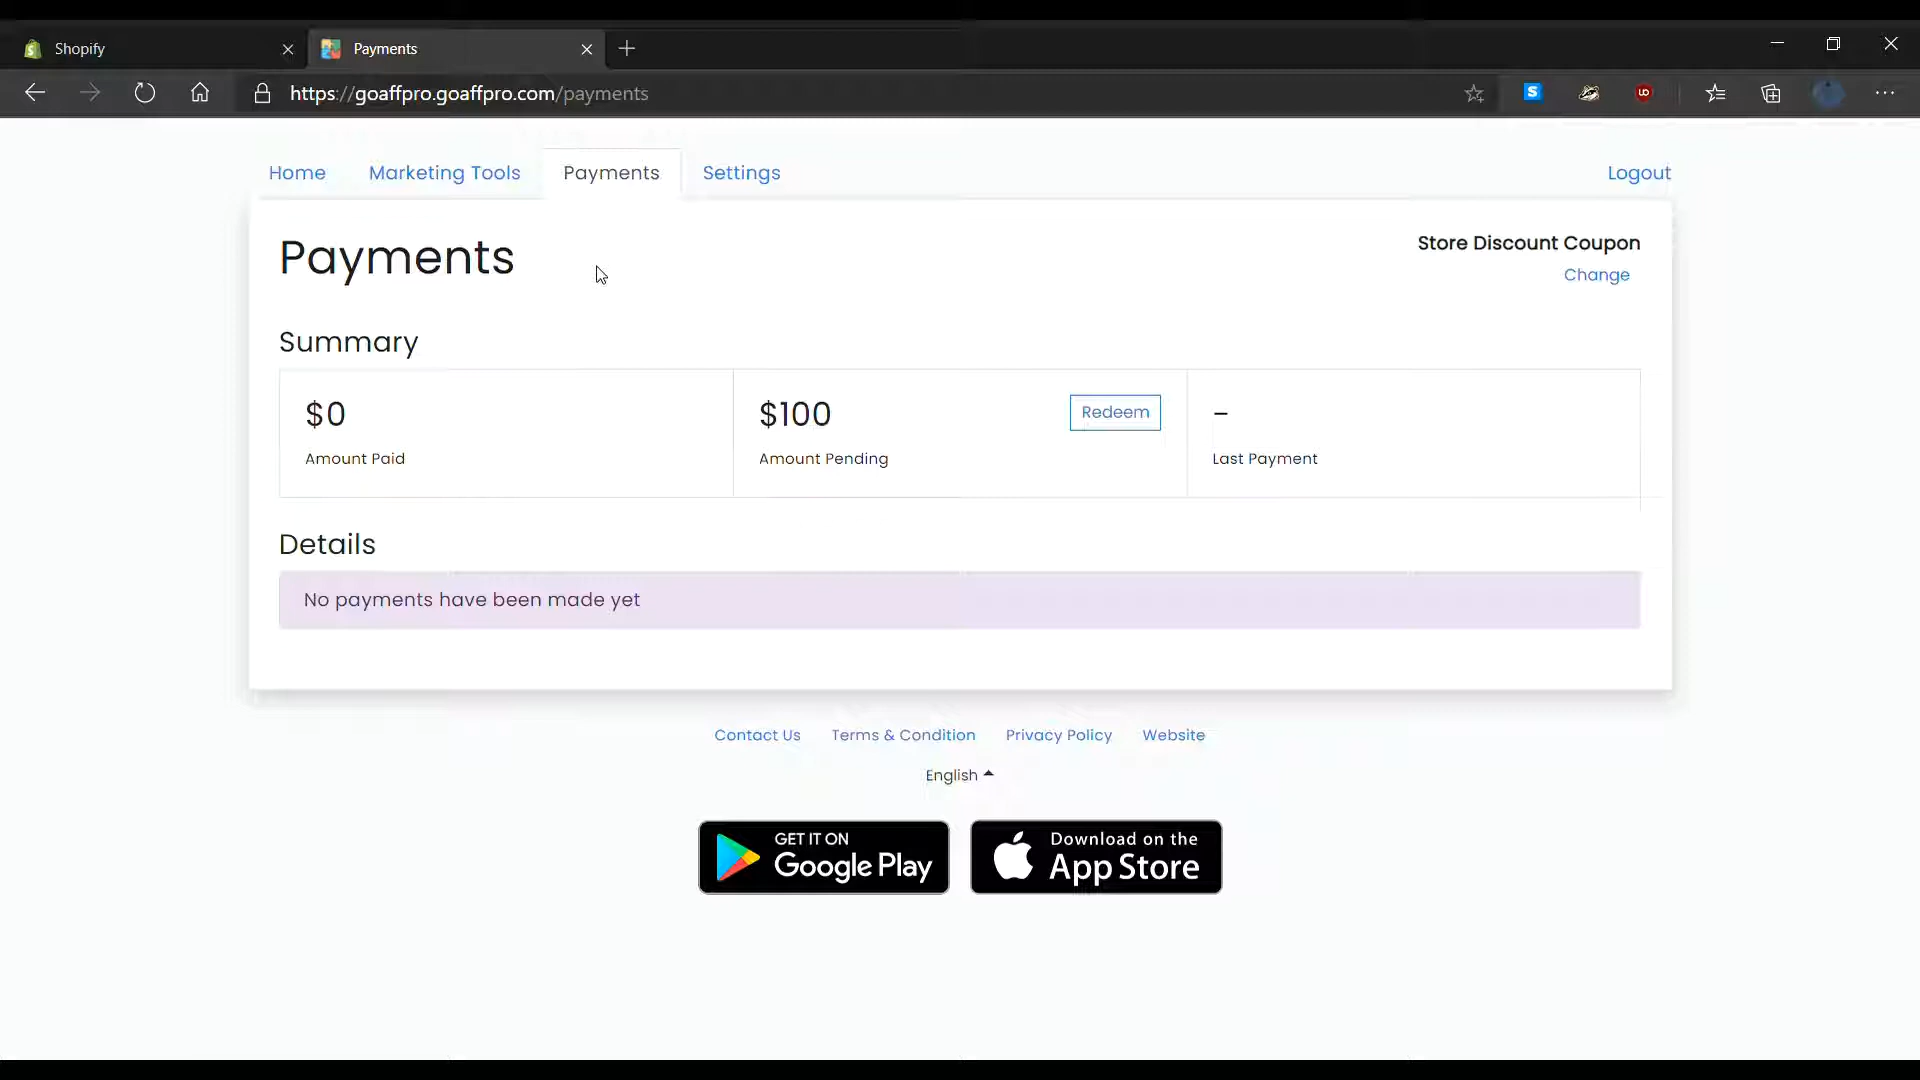 Shopify
Payments
https://goaffpro.goaffpro.com/payments
Home Marketing Tools Payments Settings Logout
Payments
Store Discount Coupon
Change
Summary
$0
Amount Paid
$100
Redeem
Amount Pending
–
Last Payment
Details
No payments have been made yet
Contact Us Terms & Condition Privacy Policy Website
English
GET IT ON
Google Play
Download on the
App Store